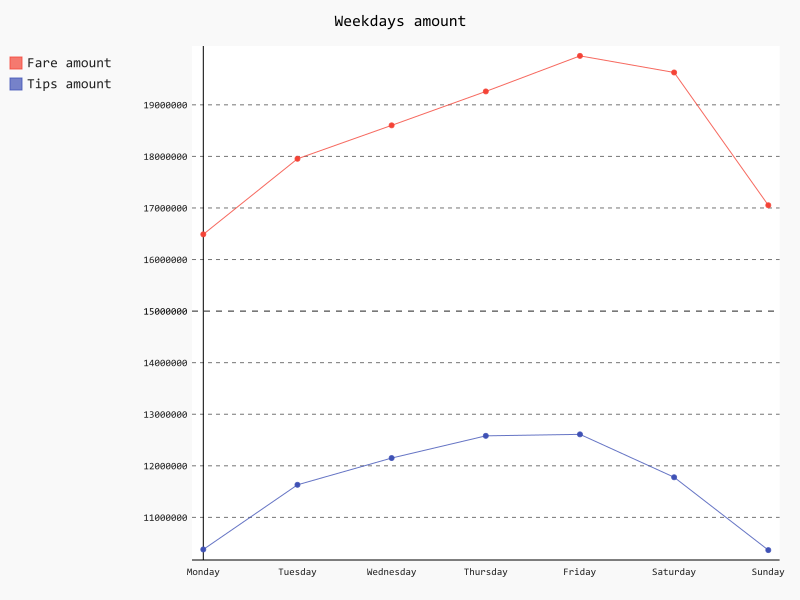 Weekdays amount
Fare amount
Tips amount
19000000
18000000
17000000
16000000
15000000
14000000
13000000
12000000
11000000
Monday Tuesday Wednesday Thursday Friday Saturday Sunday